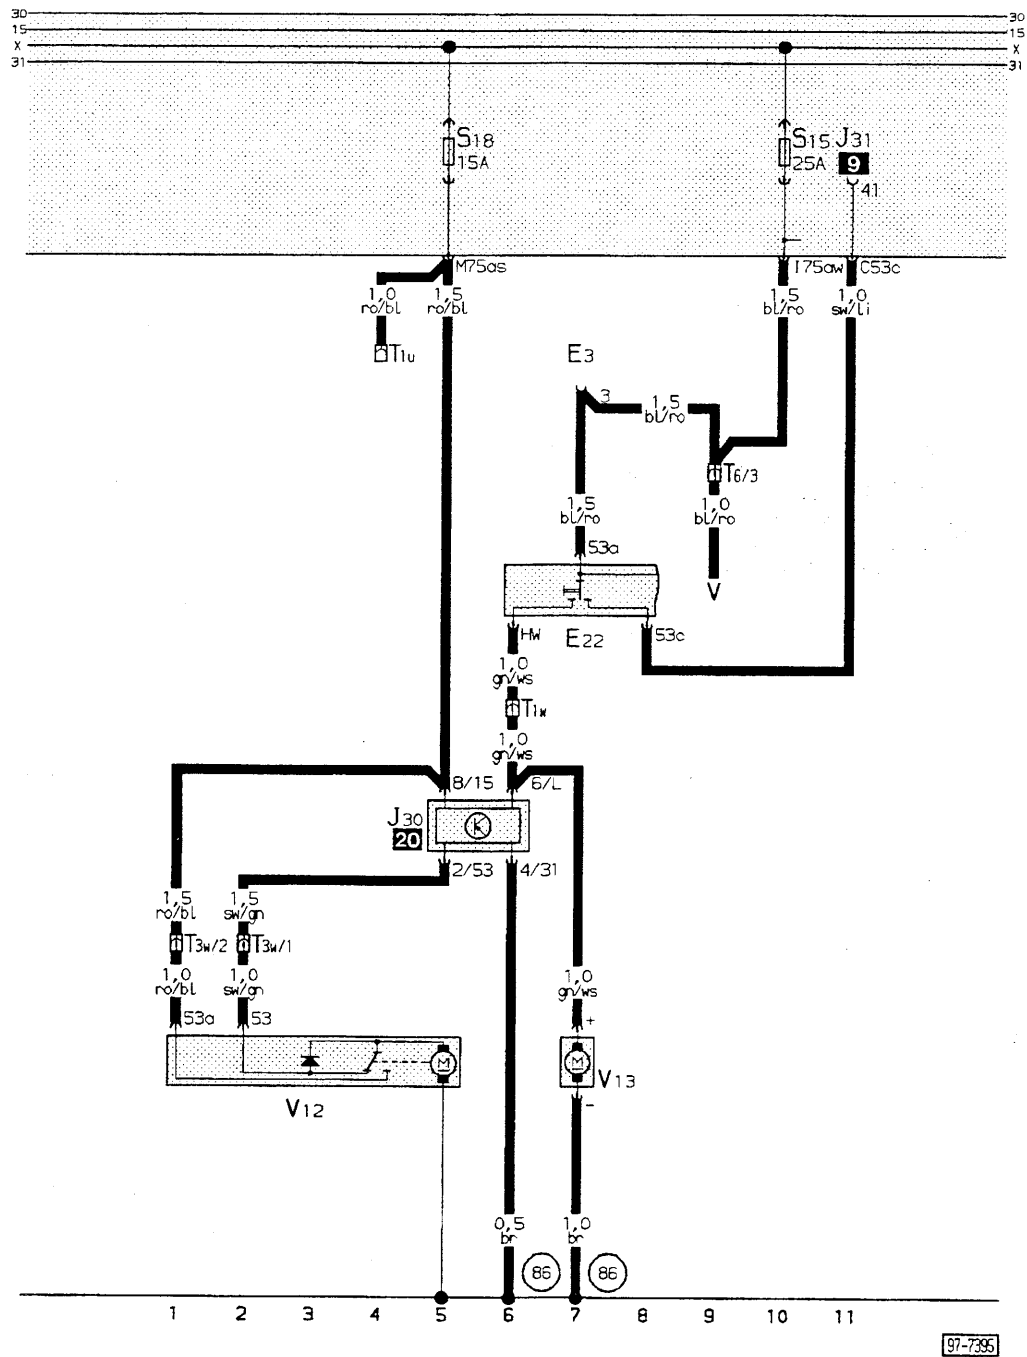 30 30
15 15
X X
31 31
S18
15A
S15 J31
25A 9
41
M75as
I75aw C53c
1,0 1,5
ro/bl ro/bl
1,5 1,0
bl/ro sw/li
T1u
E3
3
1,5
bl/ro
T6/3
1,5
bl/ro
1,0
bl/ro
53a
V
HW
E22
53c
1,0
gn/ws
T1w
1,0
gn/ws
8/15 6/L
J30
20
2/53 4/31
1,5 1,5
ro/bl sw/gn
T3w/2 T3w/1
1,0 1,0
ro/bl sw/gn
1,0
gn/ws
53a 53
+
M M
V13
V12
-
0,5 1,0
br br
86 86
1 2 3 4 5 6 7 8 9 10 11
97-7395